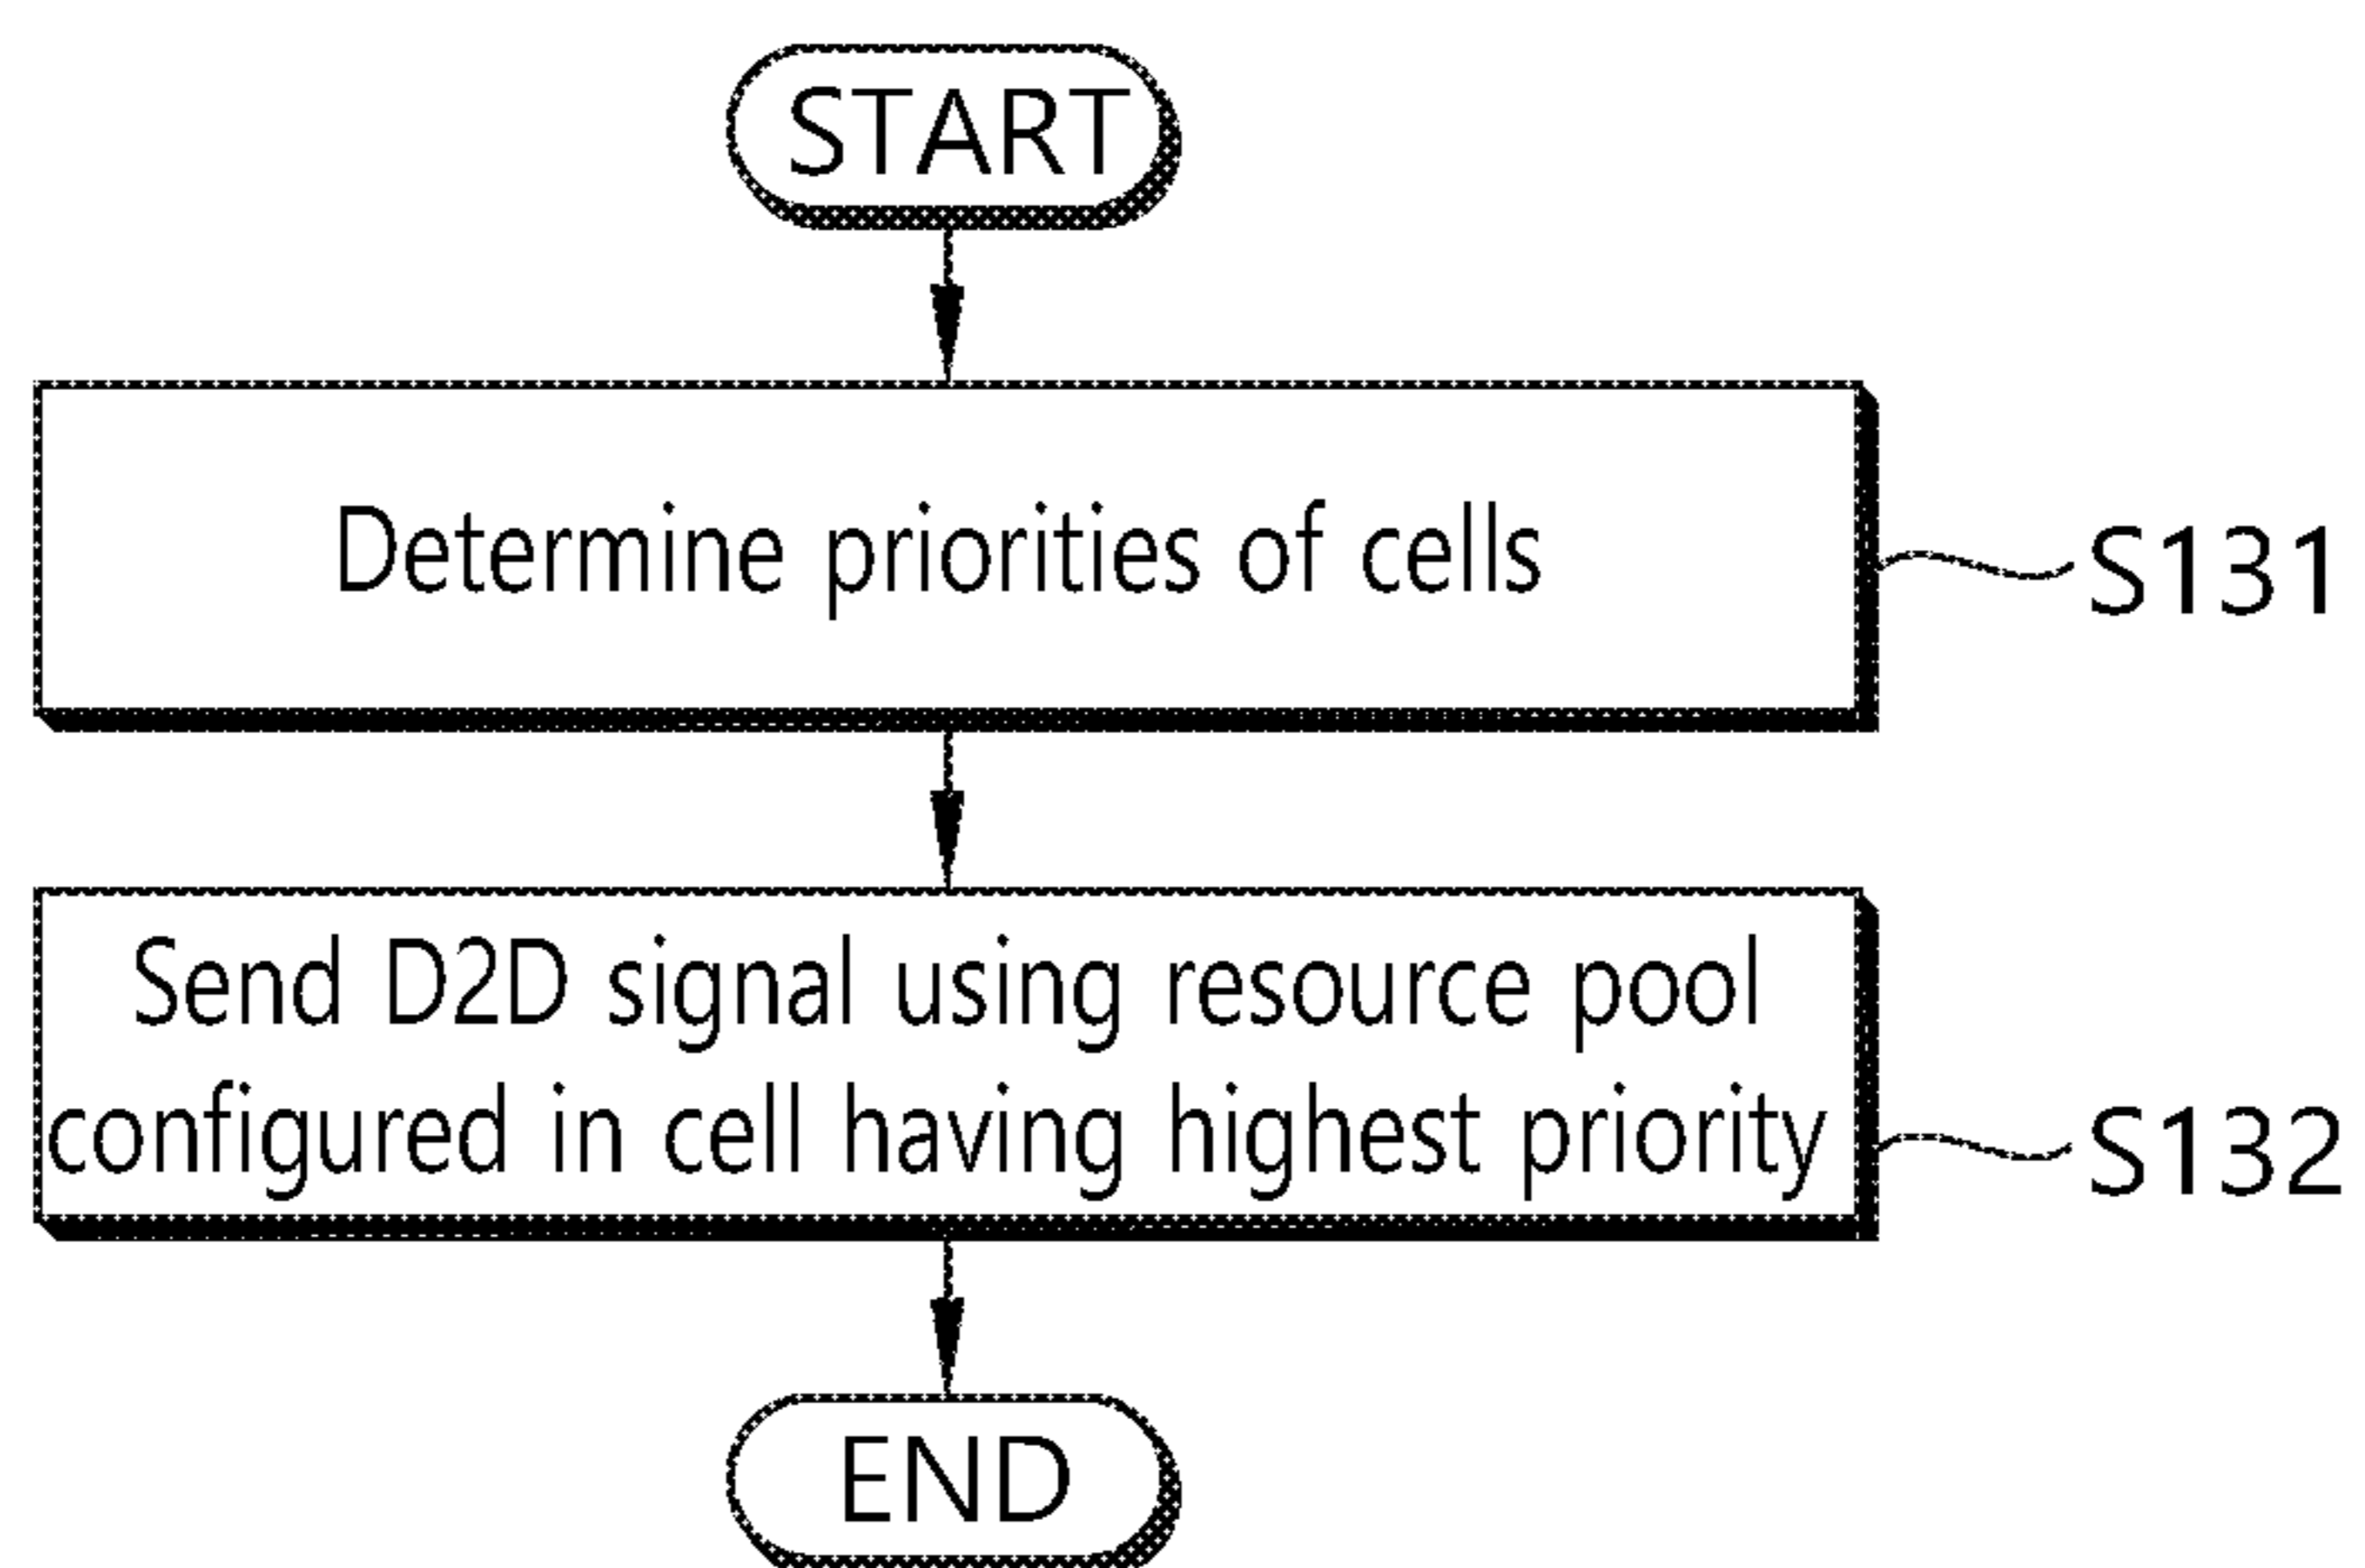 START
Determine priorities of cells
S131
Send D2D signal using resource pool
configured in cell having highest priority
S132
END